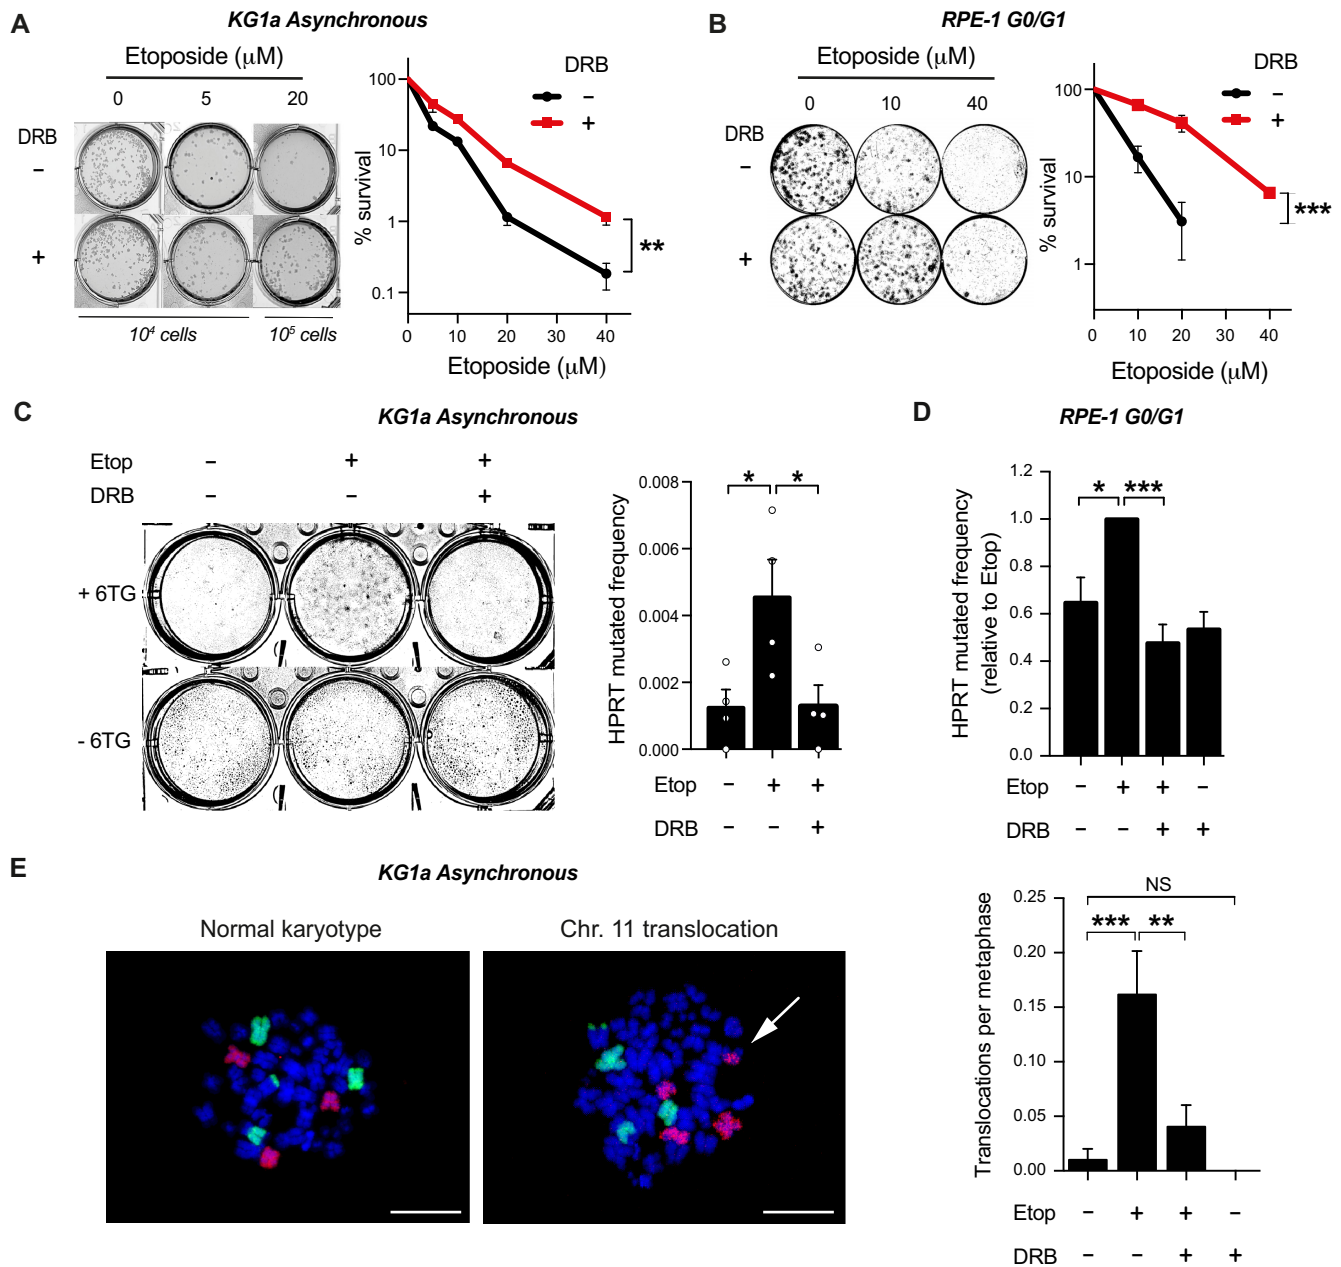 A
KG1a Asynchronous
Etoposide (μM)
0 5 20
DRB
−
+
10⁴ cells 10⁵ cells
DRB
−
+
% survival
100
10
1
0.1
0 10 20 30 40
Etoposide (μM)
B
RPE-1 G0/G1
Etoposide (μM)
0 10 40
DRB
−
+
DRB
−
+
% survival
100
10
1
0 10 20 30 40
Etoposide (μM)
***
**
C
KG1a Asynchronous
Etop − + +
DRB − − +
+ 6TG
- 6TG
HPRT mutated frequency
0.008
0.006
0.004
0.002
0.000
* *
Etop − + +
DRB − − +
D
RPE-1 G0/G1
HPRT mutated frequency
(relative to Etop)
1.2
1.0
0.8
0.6
0.4
0.2
0.0
* ***
Etop − + + −
DRB − − + +
E
KG1a Asynchronous
Normal karyotype
Chr. 11 translocation
Translocations per metaphase
0.25
0.20
0.15
0.10
0.05
0.00
NS
*** **
Etop − + + −
DRB − − + +